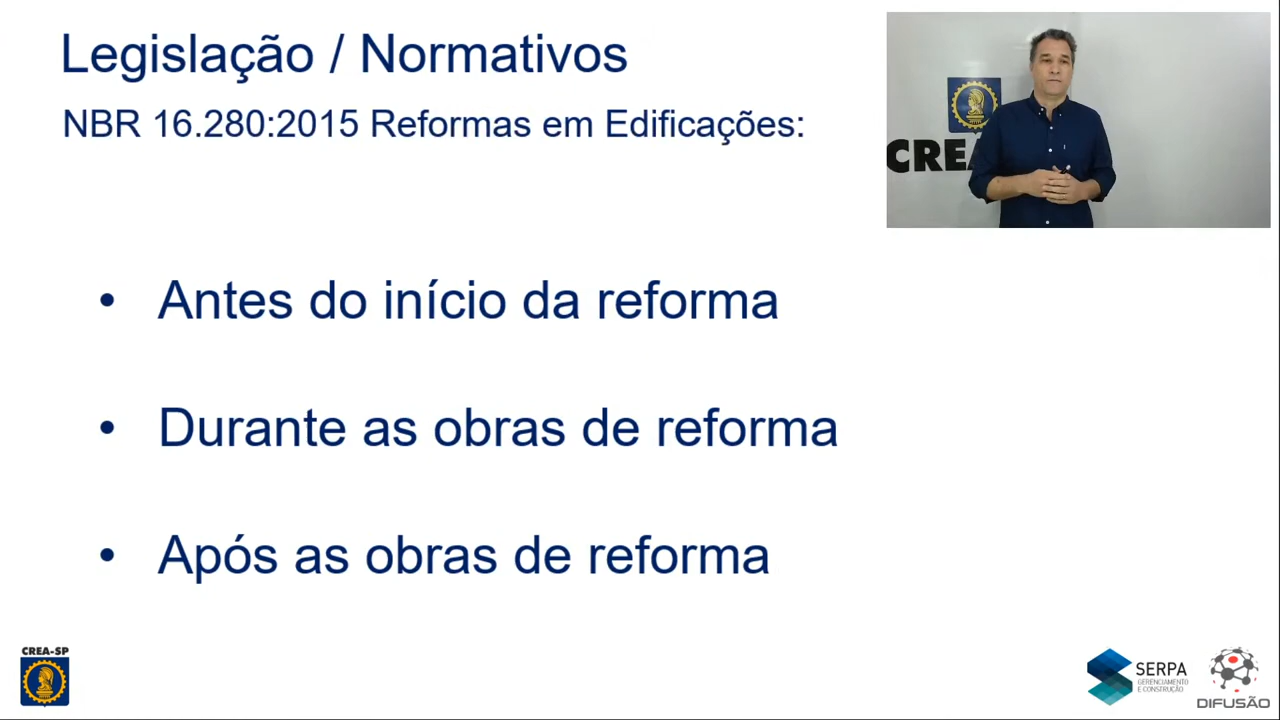 Legislação / Normativos
NBR 16.280:2015 Reformas em Edificações:
CREA
• Antes do início da reforma
• Durante as obras de reforma
• Após as obras de reforma
CREA-SP
SERPA
GERENCIAMENTO
E CONSTRUÇÃO
DIFUSÃO